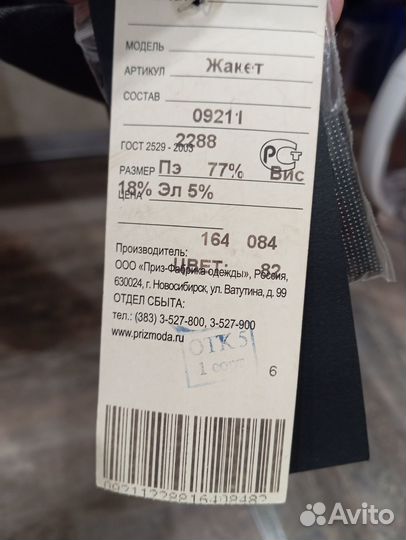 МОДЕЛЬ
АРТИКУЛ Жакет
СОСТАВ
09211
2288
ГОСТ 2529 - 2003
РАЗМЕР Пэ 77% Вис
18% Эл 5%
ЦЕНА
164 084
Производитель:
ЦВЕТ: 82
ООО «Приз-Фабрика одежды», Россия,
630024, г. Новосибирск, ул. Ватутина, д. 99
ОТДЕЛ СБЫТА:
тел.: (383) 3-527-800, 3-527-900
www.prizmoda.ru
ОТК 5
1 сорт
6
09211228816408482
Avito